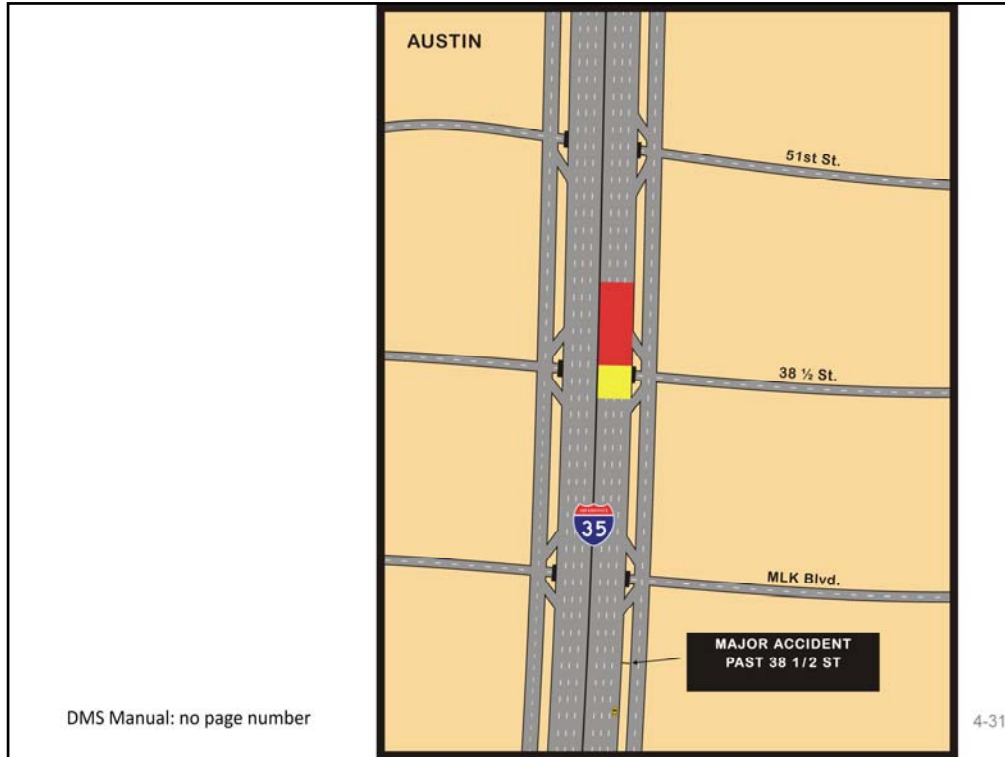 AUSTIN
51st St.
38 ½ St.
35
MLK Blvd.
MAJOR ACCIDENT
PAST 38 1/2 ST
DMS Manual: no page number
4-31